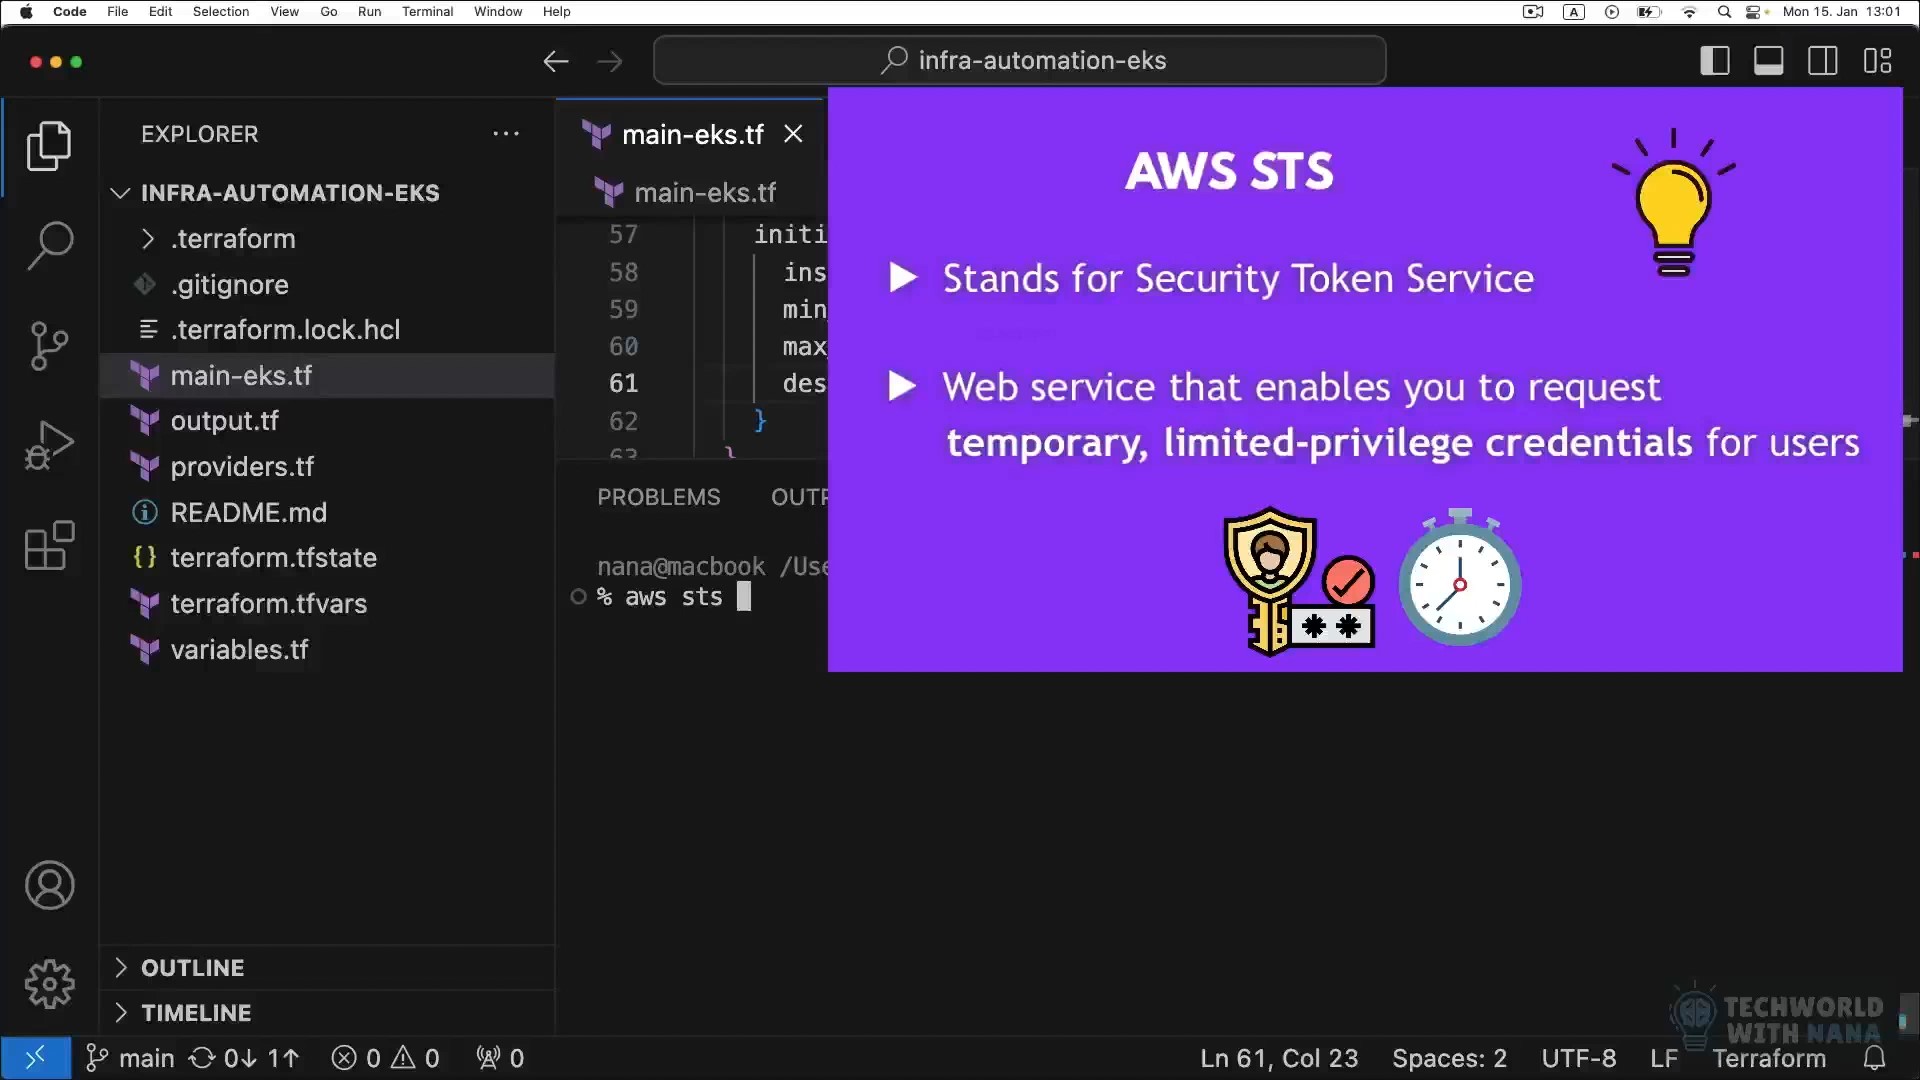 Code File Edit Selection View Go Run Terminal Window Help
A
Mon 15. Jan 13:01
infra-automation-eks
EXPLORER
INFRA-AUTOMATION-EKS
.terraform
.gitignore
.terraform.lock.hcl
main-eks.tf
output.tf
providers.tf
README.md
terraform.tfstate
terraform.tfvars
variables.tf
OUTLINE
TIMELINE
main-eks.tf
main-eks.tf
57 initi
58 ins
59 min_
60 max_
61 des
62 }
63 }
PROBLEMS OUTP
nana@macbook /Use
% aws sts
AWS STS
Stands for Security Token Service
Web service that enables you to request
temporary, limited-privilege credentials for users
TECHWORLD
WITH NANA
main 0↓ 1↑ 0 0 0
Ln 61, Col 23 Spaces: 2 UTF-8 LF Terraform